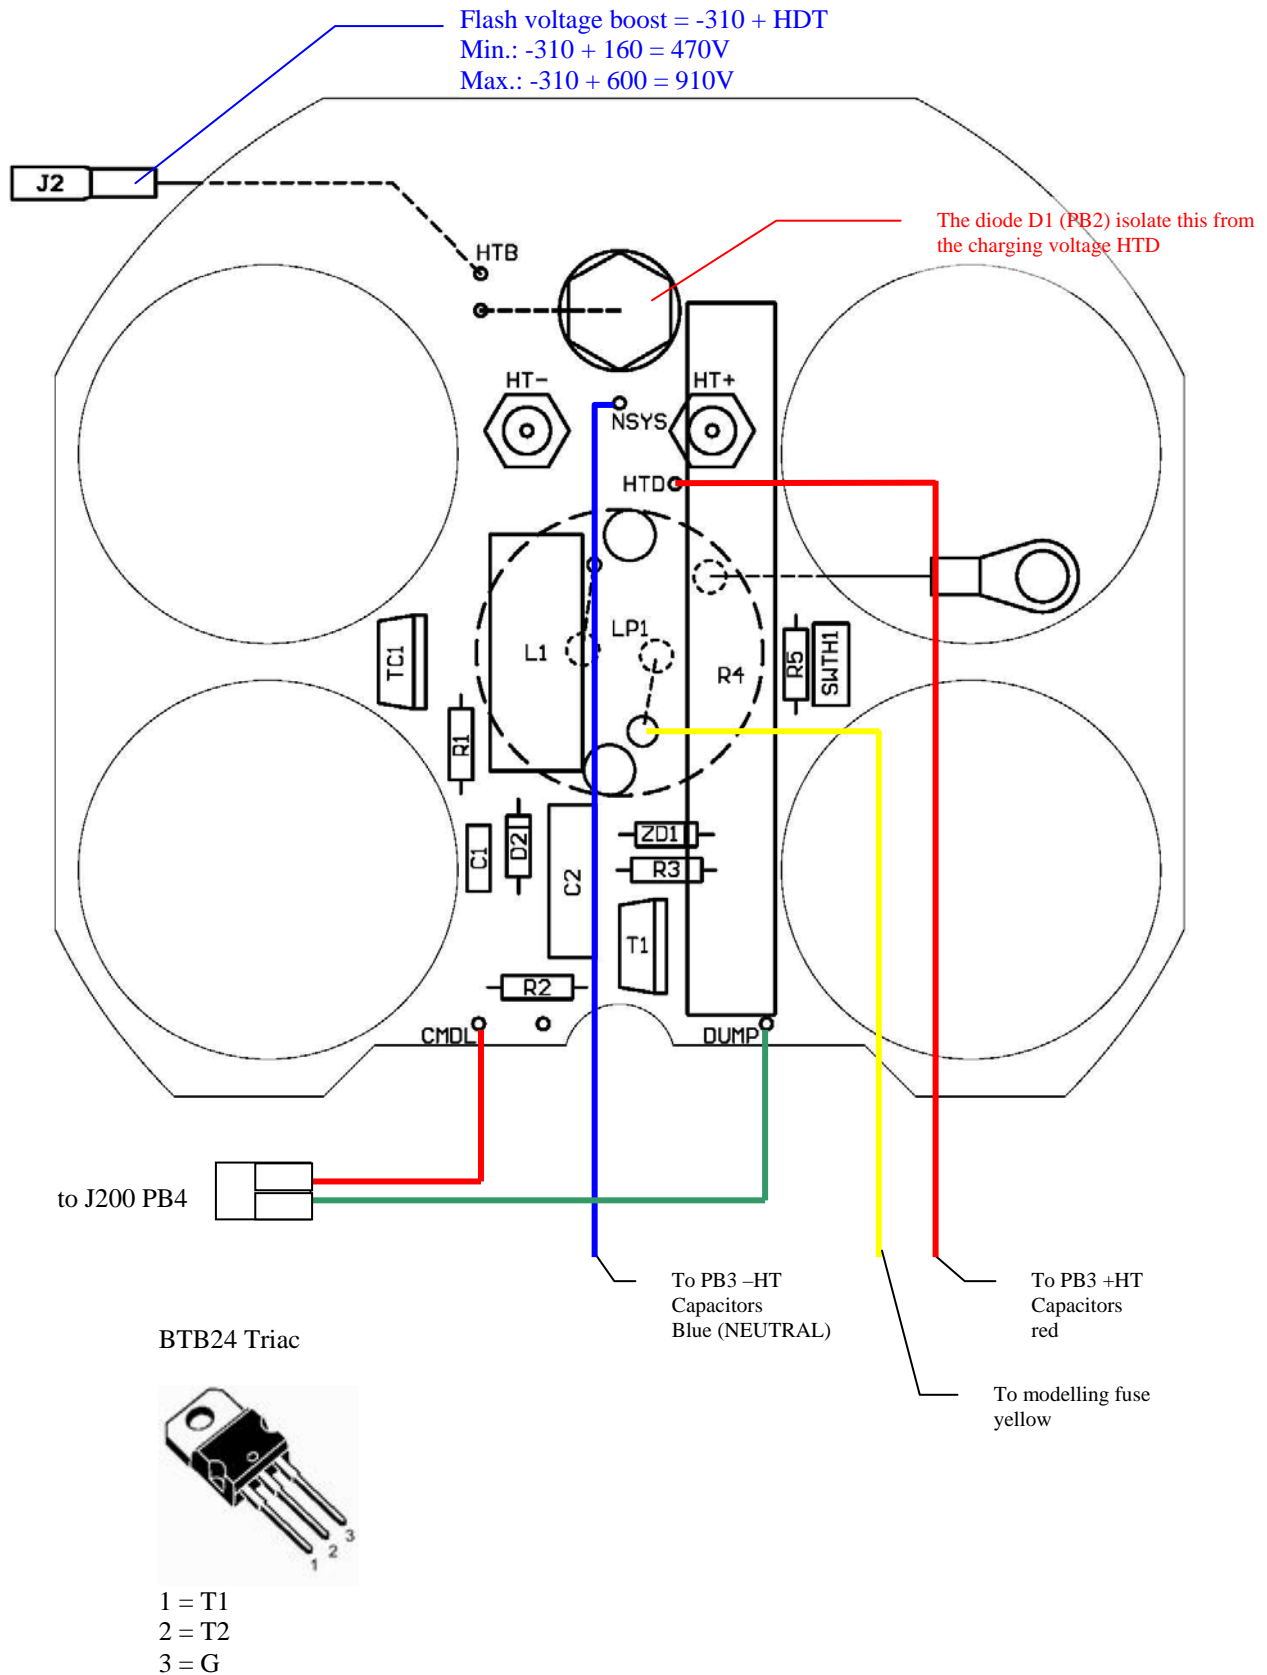 Flash voltage boost = -310 + HDT
Min.: -310 + 160 = 470V
Max.: -310 + 600 = 910V
J2
The diode D1 (PB2) isolate this from
the charging voltage HTD
HTB
HT-
HT+
NSYS
HTD
LP1
L1
TC1
R4
R5
SWTH1
R1
ZD1
D2
C1
R3
C2
T1
R2
CMDL
DUMP
to J200 PB4
To PB3 –HT
Capacitors
Blue (NEUTRAL)
To PB3 +HT
Capacitors
red
BTB24 Triac
To modelling fuse
yellow
3
2
1
1 = T1
2 = T2
3 = G